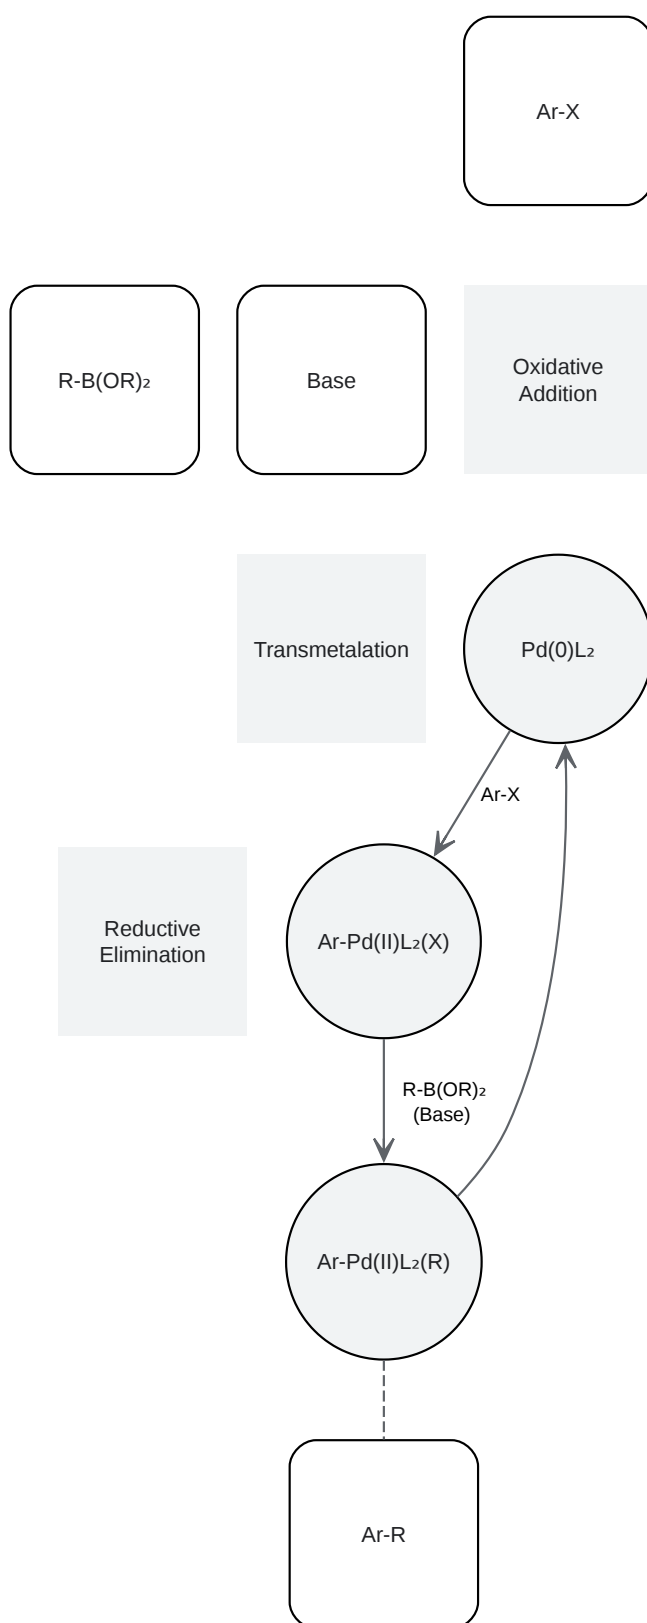 Ar-X
R-B(OR)₂
Base
Oxidative
Addition
Transmetalation
Pd(0)L₂
Ar-X
Reductive
Elimination
Ar-Pd(II)L₂(X)
R-B(OR)₂
(Base)
Ar-Pd(II)L₂(R)
Ar-R